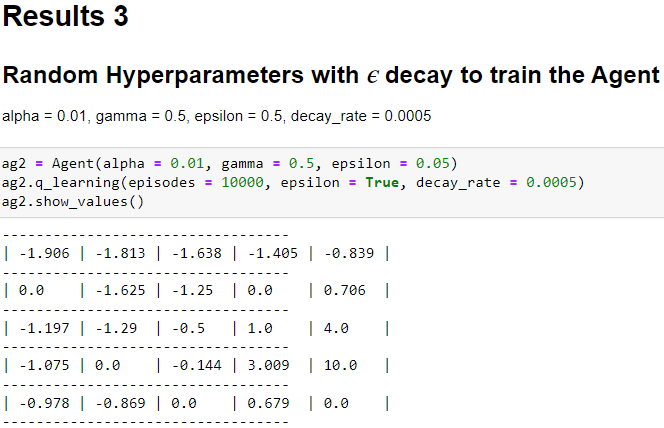 Results 3
Random Hyperparameters with ϵ decay to train the Agent
alpha = 0.01, gamma = 0.5, epsilon = 0.5, decay_rate = 0.0005
ag2 = Agent(alpha = 0.01, gamma = 0.5, epsilon = 0.05)
ag2.q_learning(episodes = 10000, epsilon = True, decay_rate = 0.0005)
ag2.show_values()
----------------------------------
| -1.906 | -1.813 | -1.638 | -1.405 | -0.839 |
----------------------------------
| 0.0    | -1.625 | -1.25  | 0.0    | 0.706  |
----------------------------------
| -1.197 | -1.29  | -0.5   | 1.0    | 4.0    |
----------------------------------
| -1.075 | 0.0    | -0.144 | 3.009  | 10.0   |
----------------------------------
| -0.978 | -0.869 | 0.0    | 0.679  | 0.0    |
----------------------------------